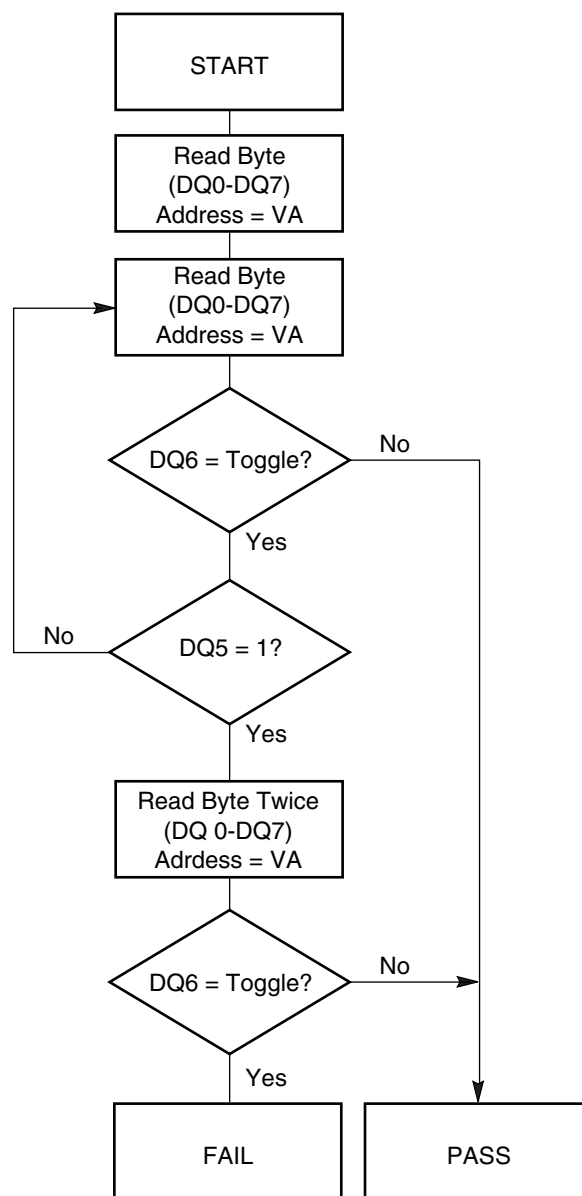 START
Read Byte
(DQ0-DQ7)
Address = VA
Read Byte
(DQ0-DQ7)
Address = VA
DQ6 = Toggle?
No
Yes
No
DQ5 = 1?
Yes
Read Byte Twice
(DQ 0-DQ7)
Adrdess = VA
DQ6 = Toggle?
No
Yes
FAIL
PASS